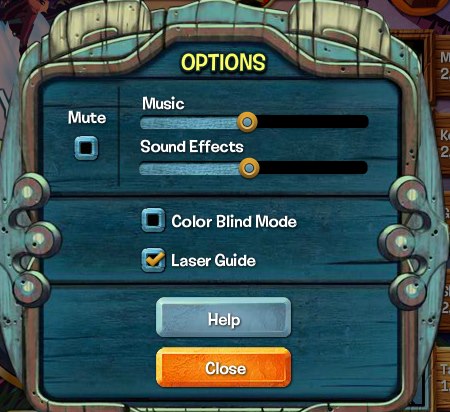 OPTIONS
Music
Mute
Sound Effects
Color Blind Mode
Laser Guide
Help
Close